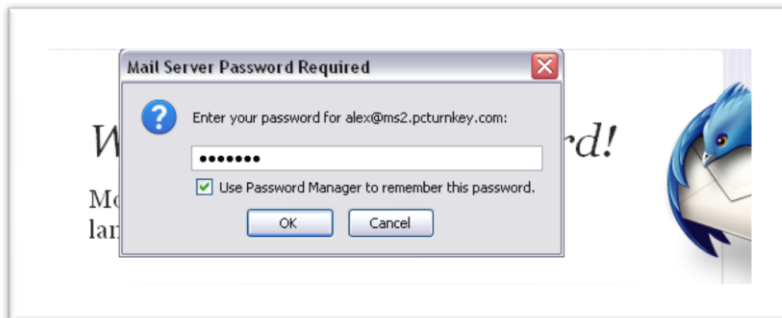 Mail Server Password Required
Enter your password for alex@ms2.pcturnkey.com:
•••••••
Use Password Manager to remember this password.
OK Cancel